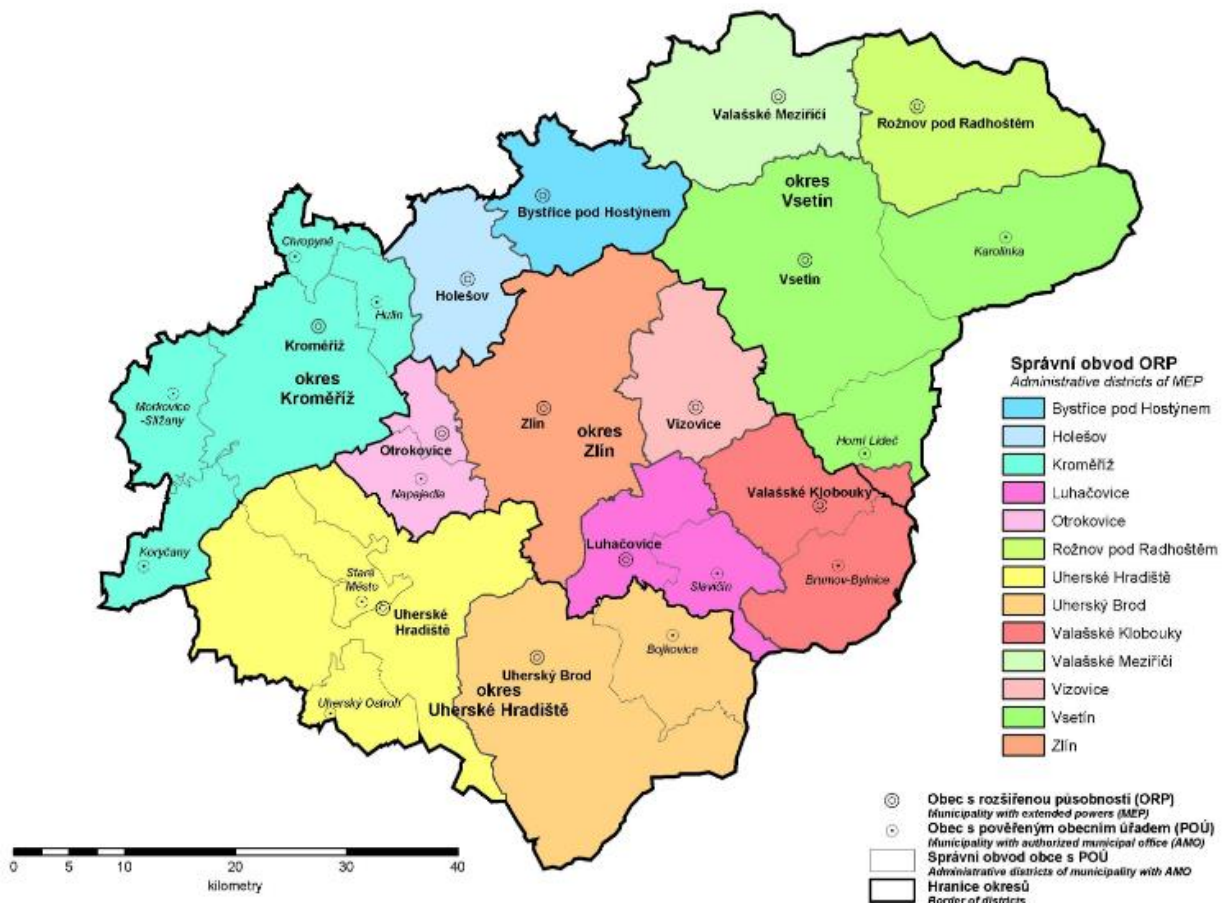 Valašské Meziříčí
Rožnov pod Radhoštěm
okres
Vsetín
Bystřice pod Hostýnem
Chropyně
Karolinka
Holešov
Vsetín
Hulín
Kroměříž
okres
Kroměříž
Morkovice
-Slížany
Zlín
okres
Zlín
Vizovice
Otrokovice
Napajedla
Horní Lideč
Valašské Klobouky
Luhačovice
Slavičín
Brumov-Bylnice
Koryčany
Staré
Město
Uherské
Hradiště
Bojkovice
Uherský Brod
okres
Uherské Hradiště
Uherský Ostroh
Správní obvod ORP
Administrative districts of MEP
Bystřice pod Hostýnem
Holešov
Kroměříž
Luhačovice
Otrokovice
Rožnov pod Radhoštěm
Uherské Hradiště
Uherský Brod
Valašské Klobouky
Valašské Meziříčí
Vizovice
Vsetín
Zlín
Obec s rozšířenou působností (ORP)
Municipality with extended powers (MEP)
Obec s pověřeným obecním úřadem (POÚ)
Municipality with authorized municipal office (AMO)
Správní obvod obce s POÚ
Administrative districts of municipality with AMO
Hranice okresů
Border of districts
0 5 10 20 30 40
kilometry